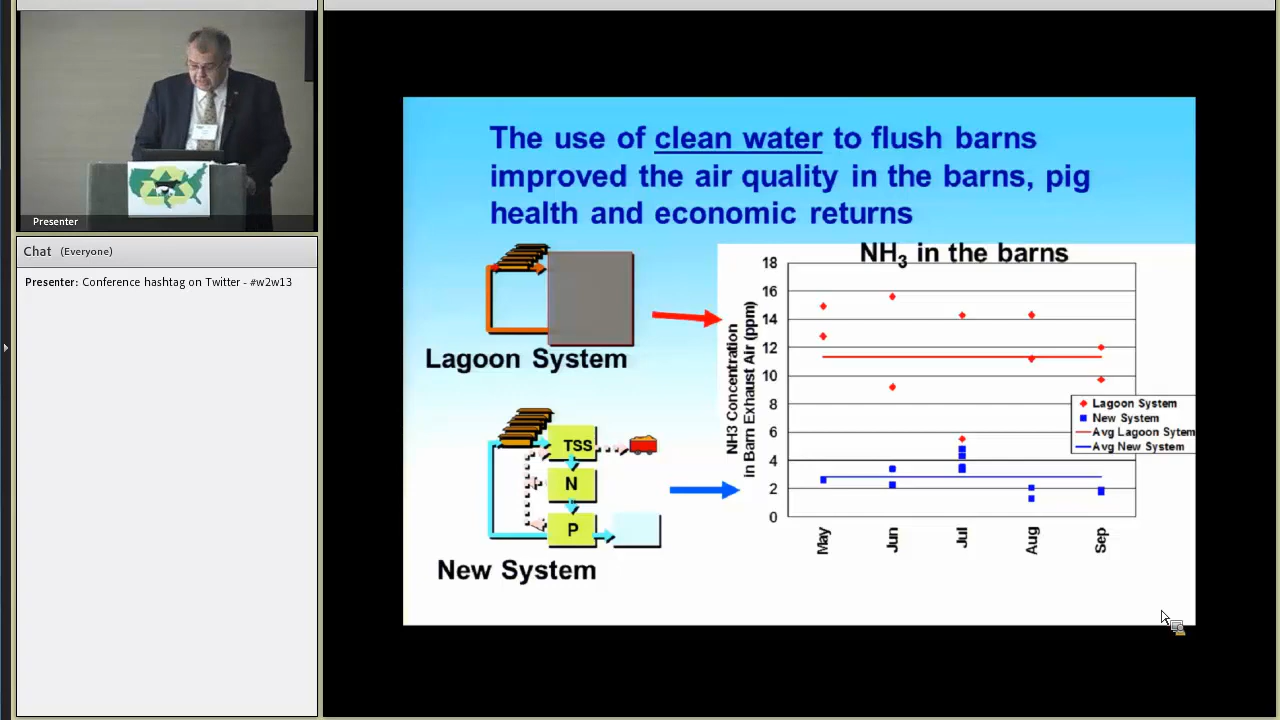 Presenter
Chat (Everyone)
Presenter: Conference hashtag on Twitter - #w2w13
The use of clean water to flush barns
improved the air quality in the barns, pig
health and economic returns
Lagoon System
TSS
N
P
New System
NH3 in the barns
NH3 Concentration
in Barn Exhaust Air (ppm)
18
16
14
12
10
8
6
4
2
0
May
Jun
Jul
Aug
Sep
Lagoon System
New System
Avg Lagoon Sytem
Avg New System